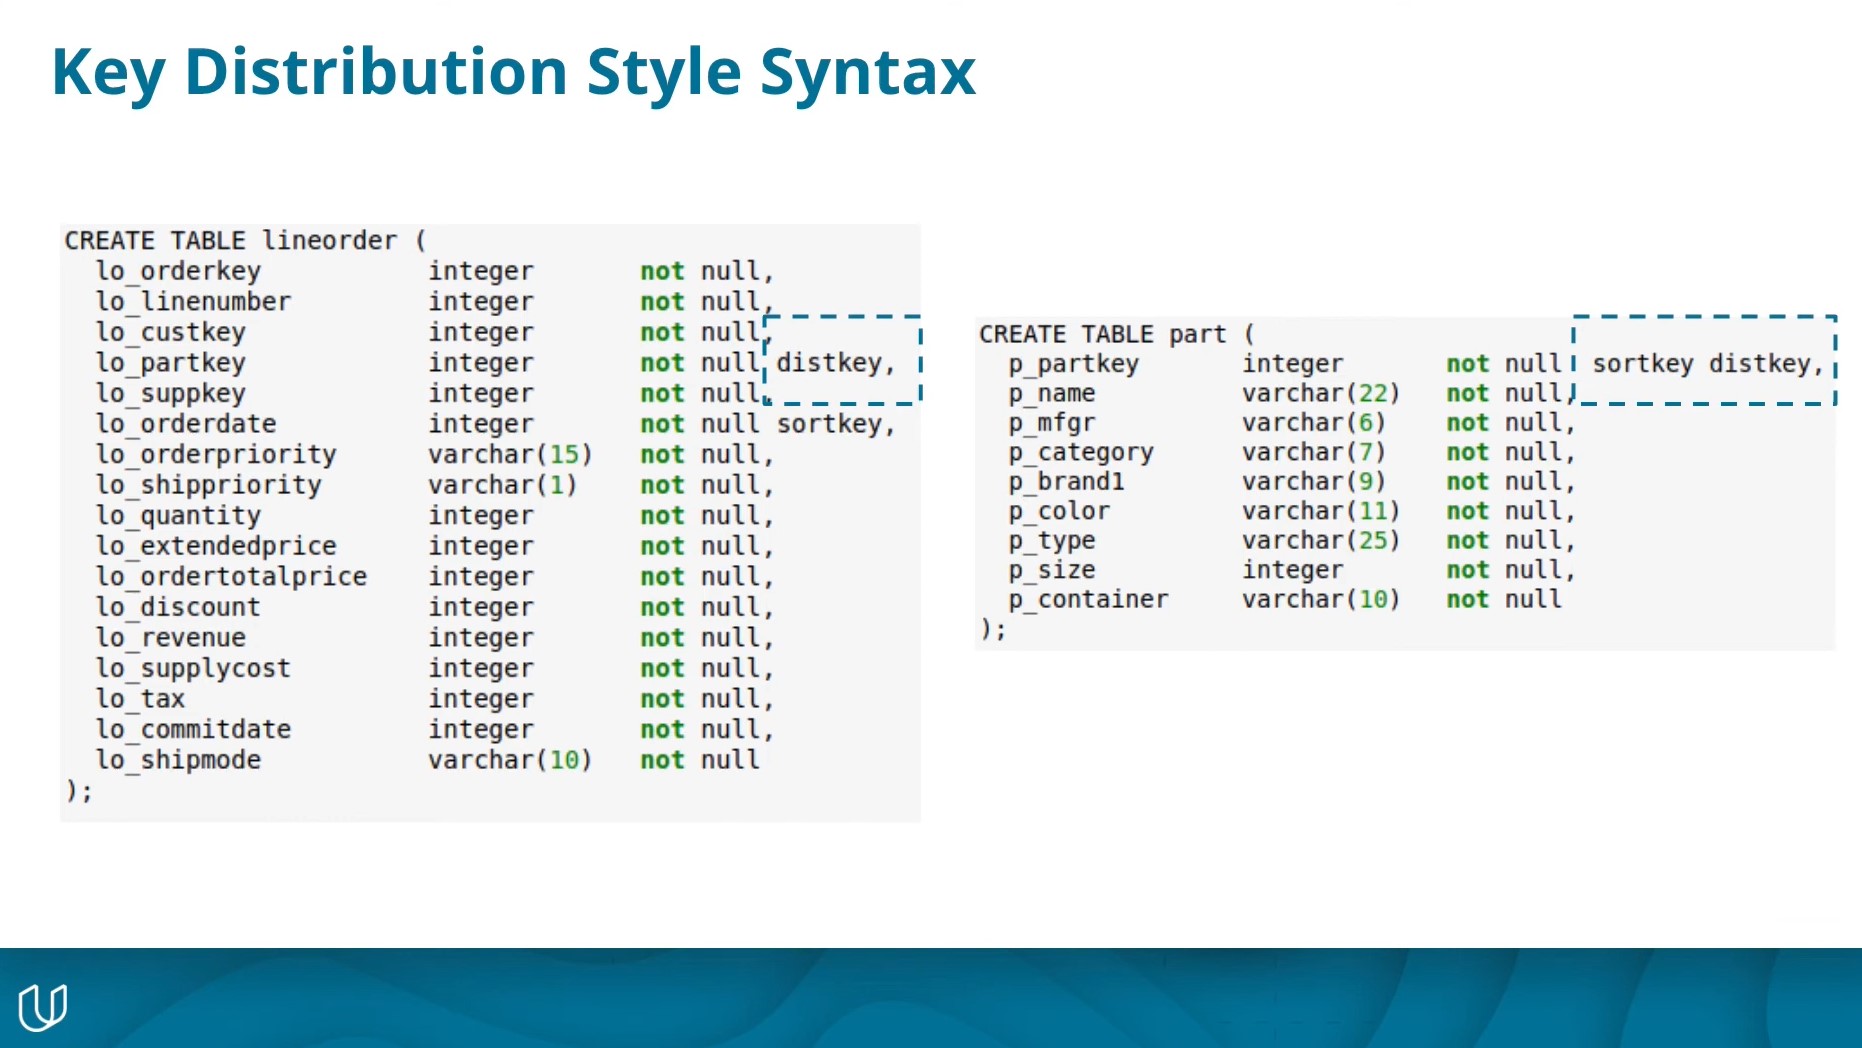 Key Distribution Style Syntax
CREATE TABLE lineorder (
  lo_orderkey           integer       not null,
  lo_linenumber         integer       not null,
  lo_custkey            integer       not null,
  lo_partkey            integer       not null distkey,
  lo_suppkey            integer       not null,
  lo_orderdate          integer       not null sortkey,
  lo_orderpriority      varchar(15)   not null,
  lo_shippriority       varchar(1)    not null,
  lo_quantity           integer       not null,
  lo_extendedprice      integer       not null,
  lo_ordertotalprice    integer       not null,
  lo_discount           integer       not null,
  lo_revenue            integer       not null,
  lo_supplycost         integer       not null,
  lo_tax                integer       not null,
  lo_commitdate         integer       not null,
  lo_shipmode           varchar(10)   not null
);
CREATE TABLE part (
  p_partkey       integer       not null  sortkey distkey,
  p_name          varchar(22)   not null,
  p_mfgr          varchar(6)    not null,
  p_category      varchar(7)    not null,
  p_brand1        varchar(9)    not null,
  p_color         varchar(11)   not null,
  p_type          varchar(25)   not null,
  p_size          integer       not null,
  p_container     varchar(10)   not null
);